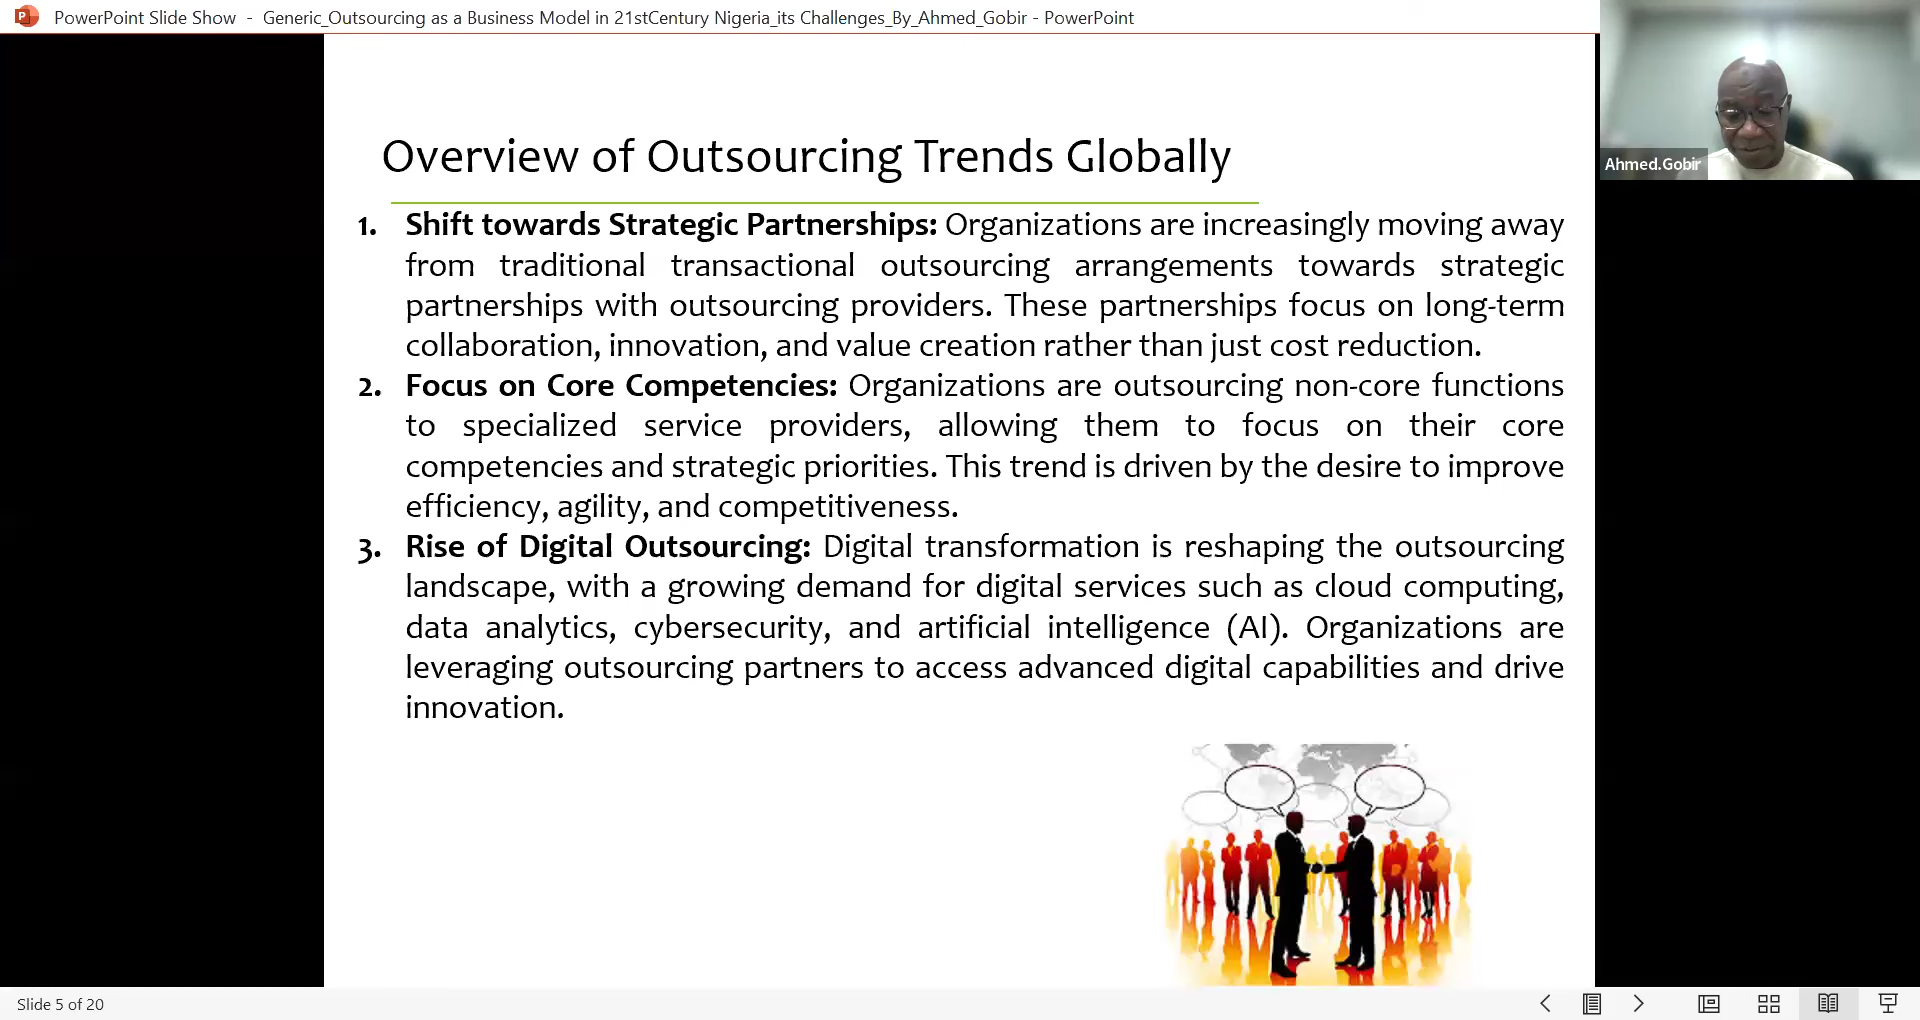 PowerPoint Slide Show - Generic_Outsourcing as a Business Model in 21stCentury Nigeria_its Challenges_By_Ahmed_Gobir - PowerPoint
Ahmed.Gobir
Overview of Outsourcing Trends Globally
1. Shift towards Strategic Partnerships: Organizations are increasingly moving away
from traditional transactional outsourcing arrangements towards strategic
partnerships with outsourcing providers. These partnerships focus on long-term
collaboration, innovation, and value creation rather than just cost reduction.
2. Focus on Core Competencies: Organizations are outsourcing non-core functions
to specialized service providers, allowing them to focus on their core
competencies and strategic priorities. This trend is driven by the desire to improve
efficiency, agility, and competitiveness.
3. Rise of Digital Outsourcing: Digital transformation is reshaping the outsourcing
landscape, with a growing demand for digital services such as cloud computing,
data analytics, cybersecurity, and artificial intelligence (AI). Organizations are
leveraging outsourcing partners to access advanced digital capabilities and drive
innovation.
Slide 5 of 20